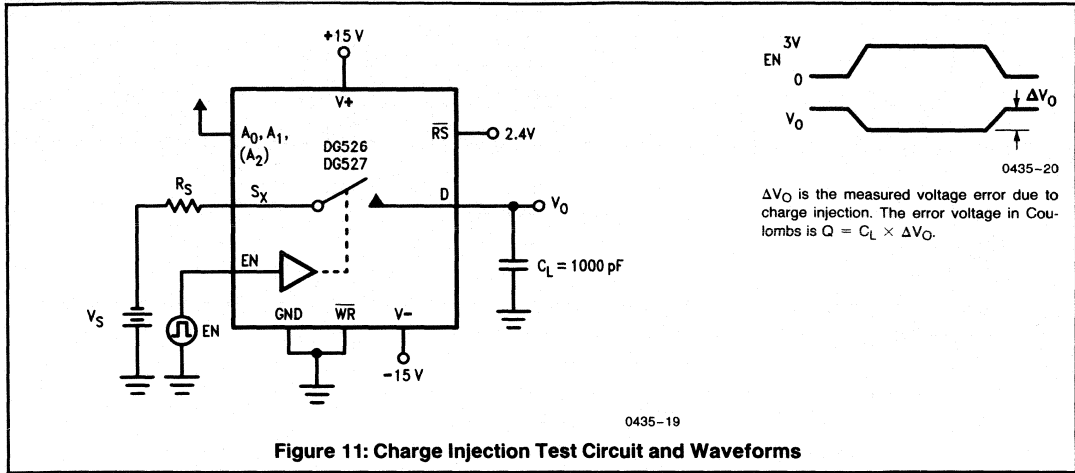 +15 V
V+
A0, A1,
(A2)
DG526
DG527
RS
2.4V
RS
SX
D
VO
EN
CL = 1000 pF
VS
EN
GND
WR
V−
−15 V
0435–19
EN
3V
0
VO
ΔVO
0435–20
ΔVO is the measured voltage error due to
charge injection. The error voltage in Cou-
lombs is Q = CL × ΔVO.
Figure 11: Charge Injection Test Circuit and Waveforms